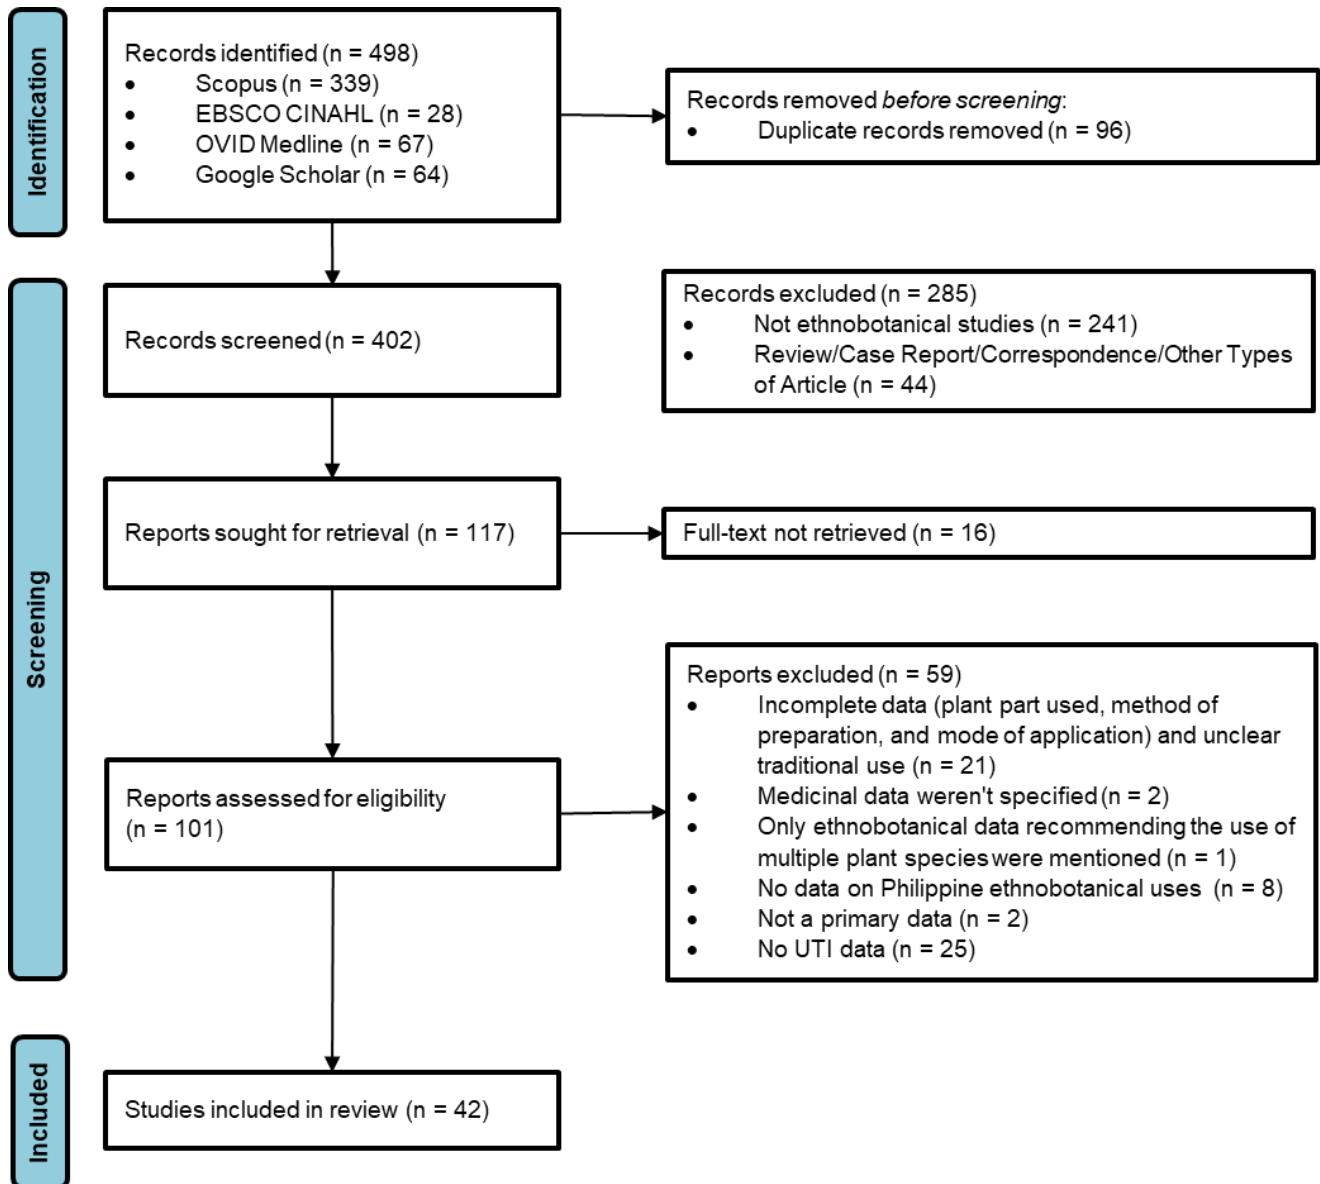 Identification
Records identified (n = 498)
• Scopus (n = 339)
• EBSCO CINAHL (n = 28)
• OVID Medline (n = 67)
• Google Scholar (n = 64)
Records removed before screening:
• Duplicate records removed (n = 96)
Screening
Records screened (n = 402)
Records excluded (n = 285)
• Not ethnobotanical studies (n = 241)
• Review/Case Report/Correspondence/Other Types
of Article (n = 44)
Reports sought for retrieval (n = 117)
Full-text not retrieved (n = 16)
Reports assessed for eligibility
(n = 101)
Reports excluded (n = 59)
• Incomplete data (plant part used, method of
preparation, and mode of application) and unclear
traditional use (n = 21)
• Medicinal data weren't specified (n = 2)
• Only ethnobotanical data recommending the use of
multiple plant species were mentioned (n = 1)
• No data on Philippine ethnobotanical uses (n = 8)
• Not a primary data (n = 2)
• No UTI data (n = 25)
Included
Studies included in review (n = 42)